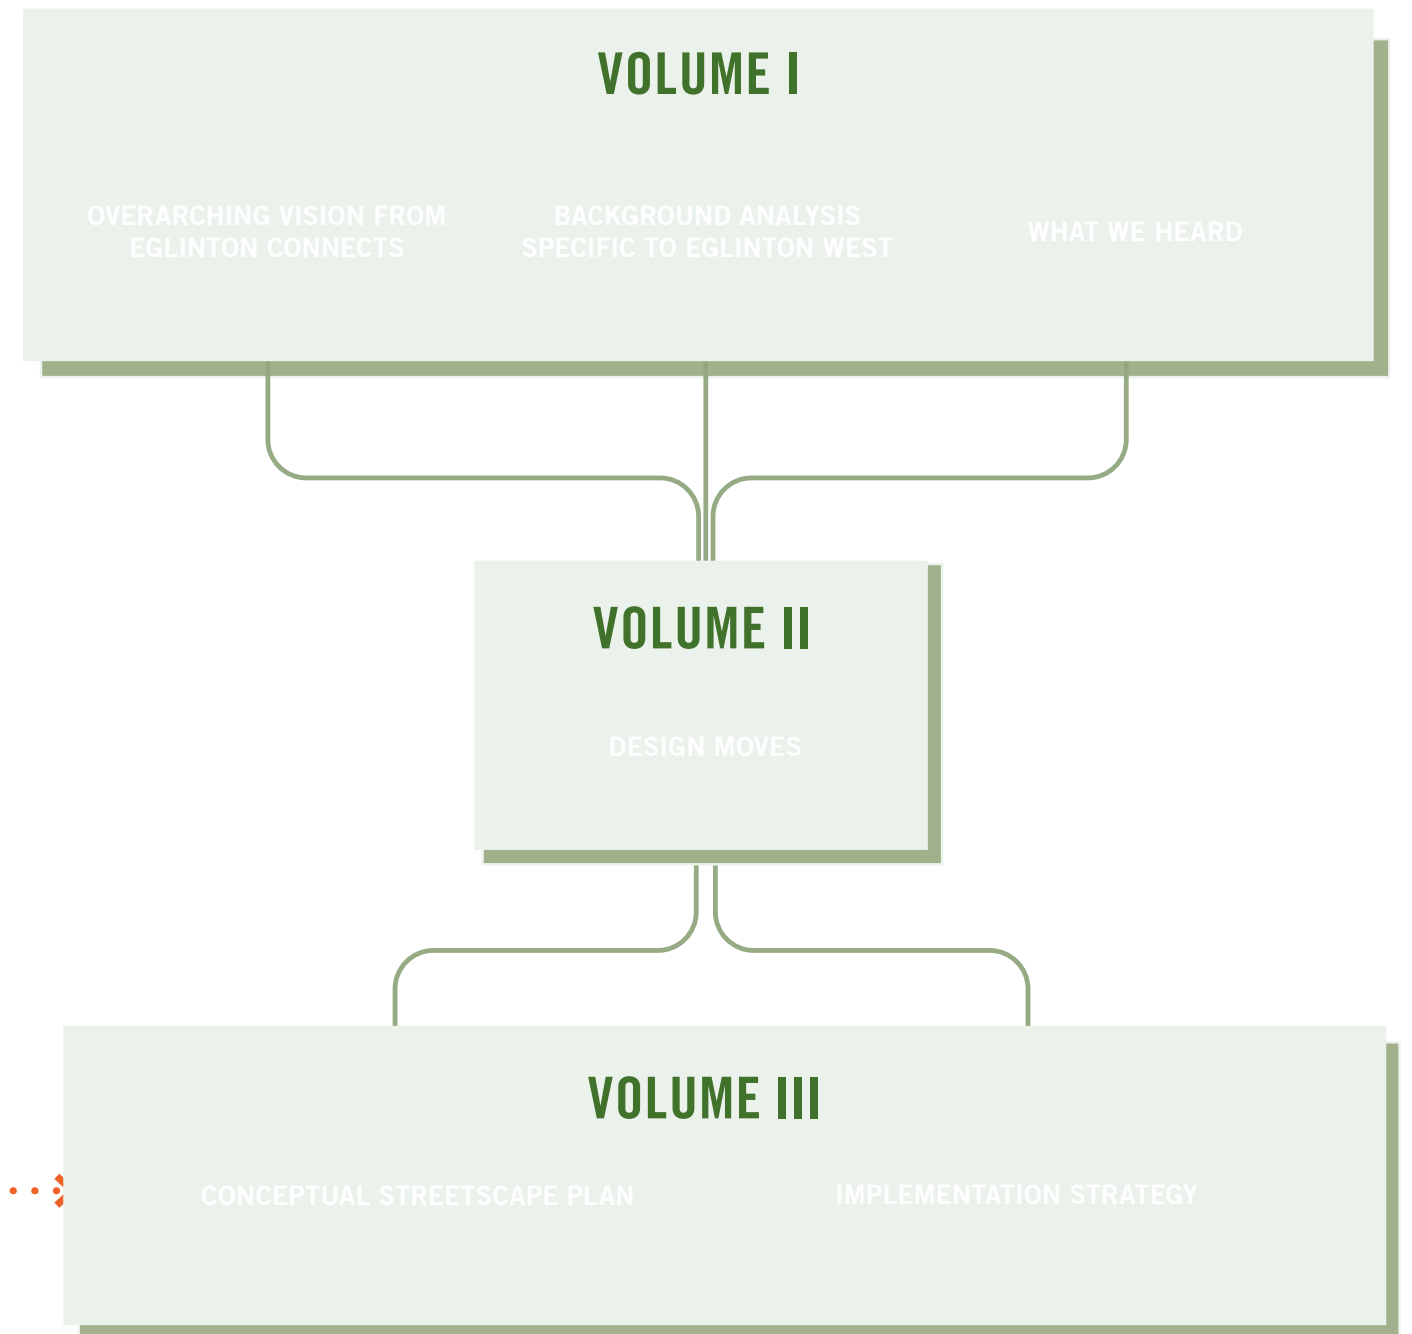 VOLUME I
OVERARCHING VISION FROM
EGLINTON CONNECTS
BACKGROUND ANALYSIS
SPECIFIC TO EGLINTON WEST
WHAT WE HEARD
VOLUME II
DESIGN MOVES
VOLUME III
CONCEPTUAL STREETSCAPE PLAN
IMPLEMENTATION STRATEGY